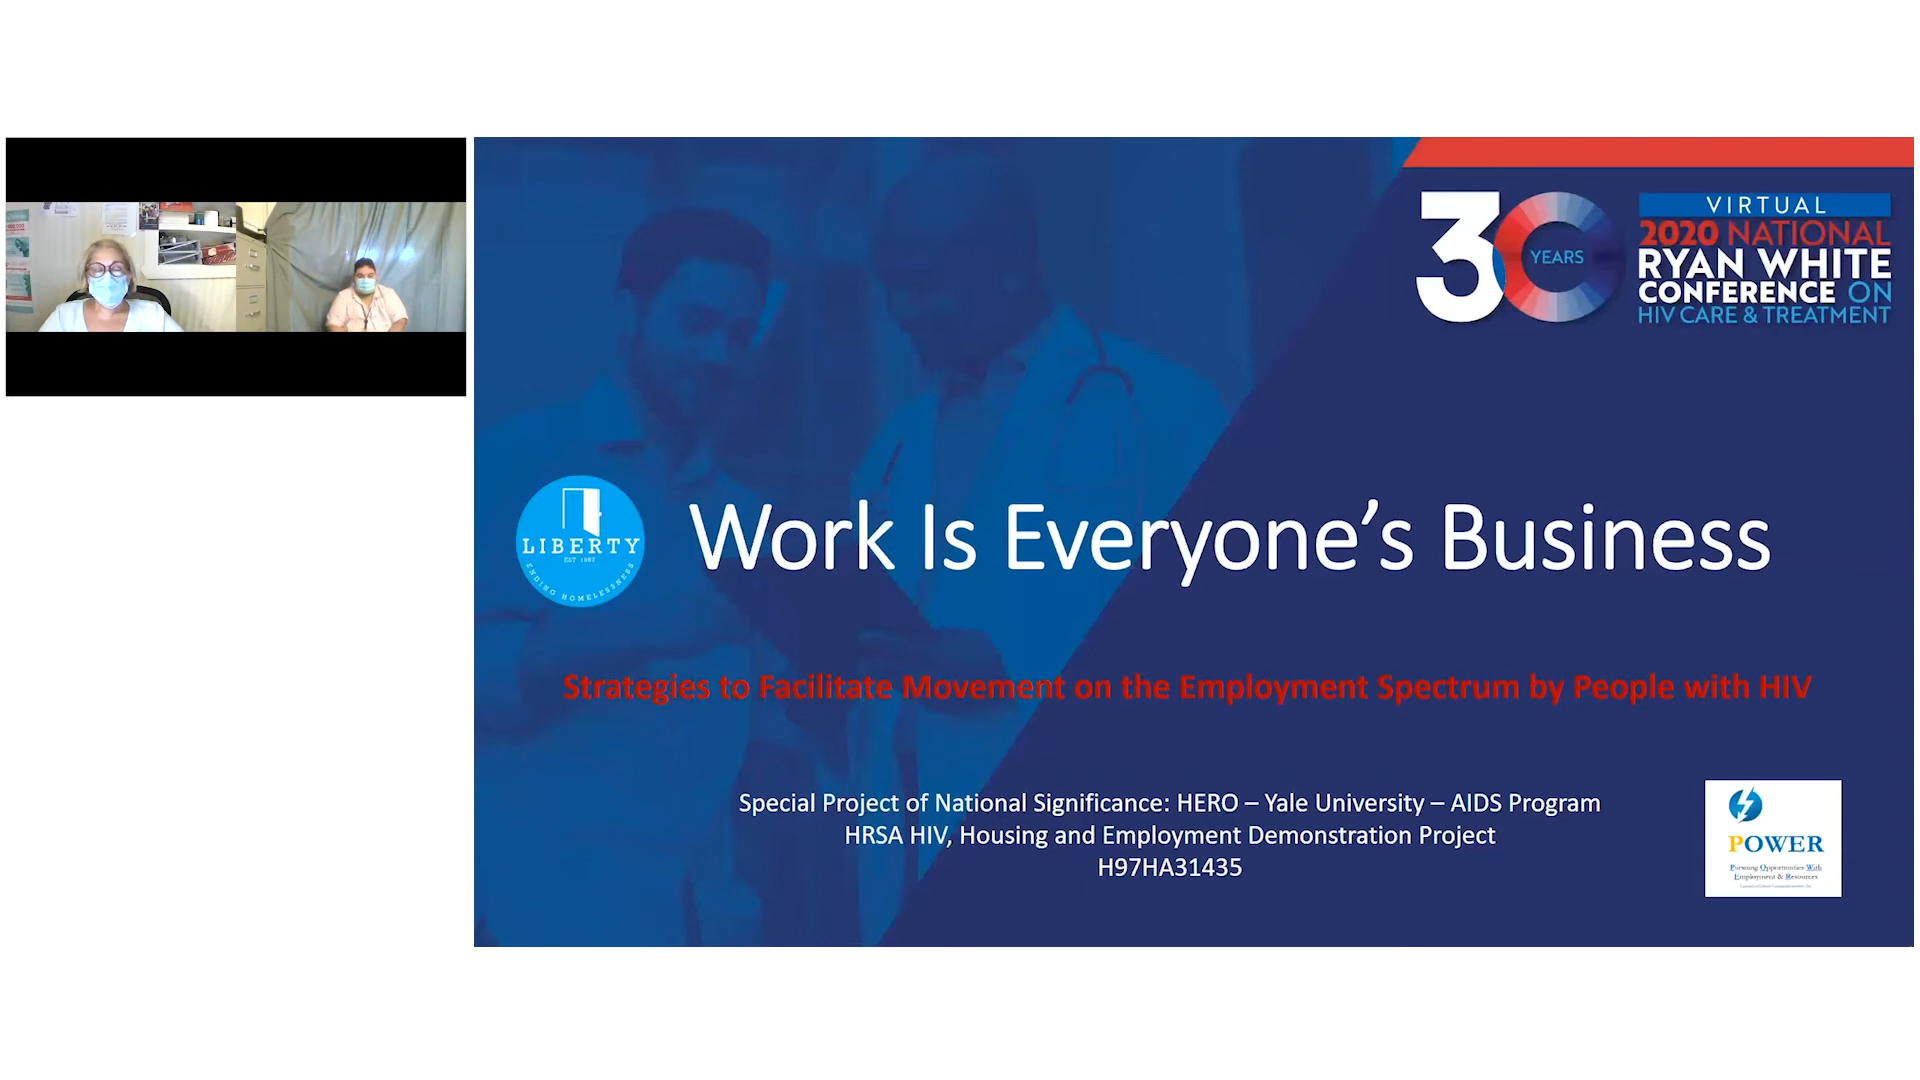 30 YEARS
VIRTUAL
2020 NATIONAL
RYAN WHITE
CONFERENCE ON
HIV CARE & TREATMENT
LIBERTY
EST 1987
ENDING HOMELESSNESS
Work Is Everyone’s Business
Strategies to Facilitate Movement on the Employment Spectrum by People with HIV
Special Project of National Significance: HERO – Yale University – AIDS Program
HRSA HIV, Housing and Employment Demonstration Project
H97HA31435
POWER
Pursuing Opportunities With
Employment & Resources